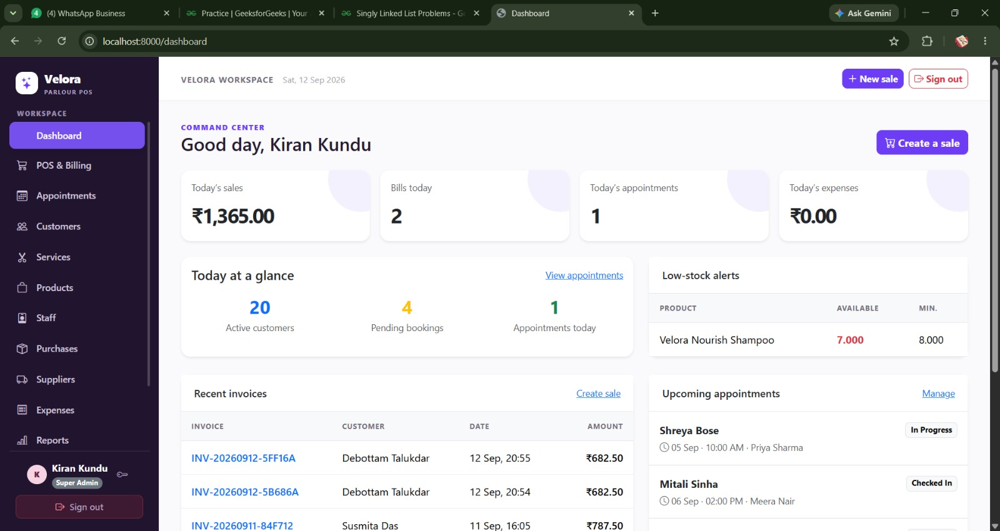 (4) WhatsApp Business
Practice | GeeksforGeeks | Your
Singly Linked List Problems - Ge
Dashboard
Ask Gemini
localhost:8000/dashboard
Velora
PARLOUR POS
WORKSPACE
Dashboard
POS & Billing
Appointments
Customers
Services
Products
Staff
Purchases
Suppliers
Expenses
Reports
K
Kiran Kundu
Super Admin
Sign out
VELORA WORKSPACE Sat, 12 Sep 2026
+ New sale
Sign out
COMMAND CENTER
Good day, Kiran Kundu
Create a sale
Today's sales
₹1,365.00
Bills today
2
Today's appointments
1
Today's expenses
₹0.00
Today at a glance
View appointments
20
Active customers
4
Pending bookings
1
Appointments today
Low-stock alerts
PRODUCT AVAILABLE MIN.
Velora Nourish Shampoo 7.000 8.000
Recent invoices
Create sale
INVOICE CUSTOMER DATE AMOUNT
INV-20260912-5FF16A Debottam Talukdar 12 Sep, 20:55 ₹682.50
INV-20260912-5B686A Debottam Talukdar 12 Sep, 20:54 ₹682.50
INV-20260911-84F712 Susmita Das 11 Sep, 16:05 ₹787.50
Upcoming appointments
Manage
Shreya Bose
In Progress
05 Sep · 10:00 AM · Priya Sharma
Mitali Sinha
Checked In
06 Sep · 02:00 PM · Meera Nair